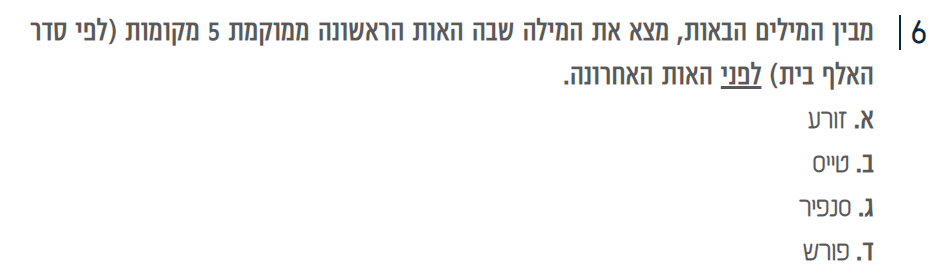 6 | מבין המילים הבאות, מצא את המילה שבה האות הראשונה ממוקמת 5 מקומות (לפי סדר
האלף בית) לפני האות האחרונה.
א. זורע
ב. טייס
ג. סנפיר
ד. פורש